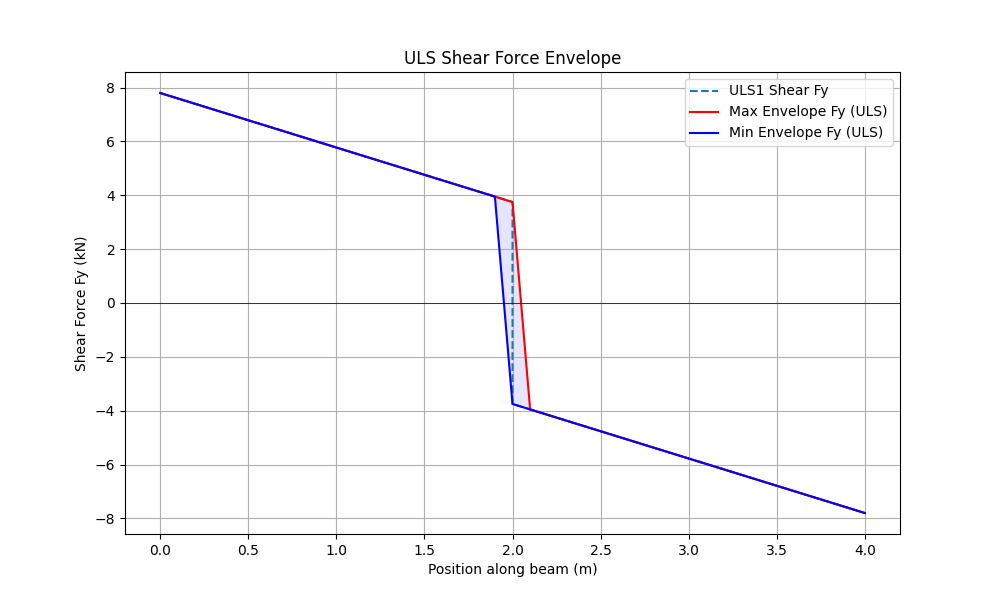 ULS Shear Force Envelope
ULS1 Shear Fy
Max Envelope Fy (ULS)
Min Envelope Fy (ULS)
Shear Force Fy (kN)
8
6
4
2
0
−2
−4
−6
−8
0.0 0.5 1.0 1.5 2.0 2.5 3.0 3.5 4.0
Position along beam (m)